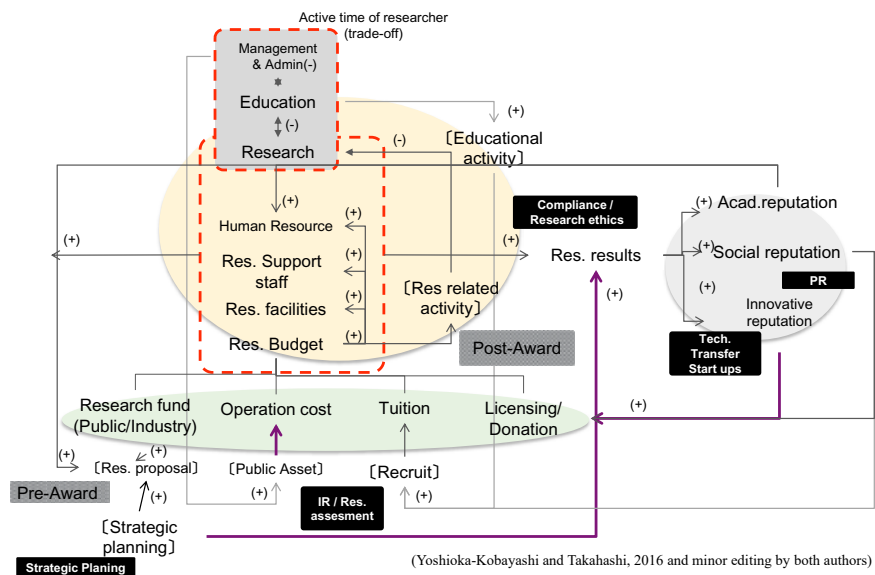 Active time of researcher
(trade-off)
Management
& Admin(-)
Education
(-)
Research
(+)
(-)
〔Educational
activity〕
(+)
Human Resource
(+)
(+)
Res. Support
staff
(+)
Res. facilities
(+)
Res. Budget
(+)
〔Res related
activity〕
Post-Award
(+)
(+)
Compliance /
Research ethics
Res. results
(+)
(+)
Acad.reputation
(+)
Social reputation
PR
(+)
Innovative
reputation
Tech.
Transfer
Start ups
Research fund
(Public/Industry)
Operation cost
Tuition
Licensing/
Donation
(+)
(+)
(+)
〔Res. proposal〕
〔Public Asset〕
〔Recruit〕
Pre-Award
(+)
(+)
(+)
IR / Res.
assesment
〔Strategic
planning〕
Strategic Planing
(Yoshioka-Kobayashi and Takahashi, 2016 and minor editing by both authors)